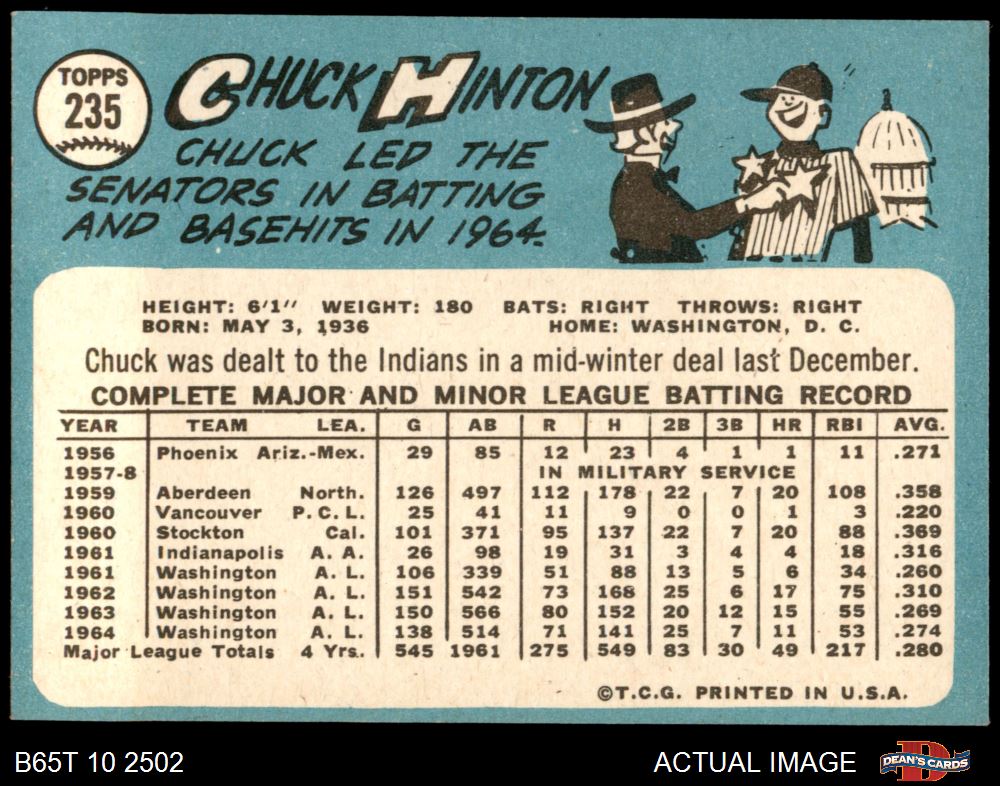 TOPPS
235
CHUCK HINTON
CHUCK LED THE
SENATORS IN BATTING
AND BASEHITS IN 1964.
HEIGHT: 6'1" WEIGHT: 180 BATS: RIGHT THROWS: RIGHT
BORN: MAY 3, 1936 HOME: WASHINGTON, D. C.
Chuck was dealt to the Indians in a mid-winter deal last December.
COMPLETE MAJOR AND MINOR LEAGUE BATTING RECORD
YEAR TEAM LEA. G AB R H 2B 3B HR RBI AVG.
1956 Phoenix Ariz.-Mex. 29 85 12 23 4 1 1 11 .271
1957-8 IN MILITARY SERVICE
1959 Aberdeen North. 126 497 112 178 22 7 20 108 .358
1960 Vancouver P. C. L. 25 41 11 9 0 0 1 3 .220
1960 Stockton Cal. 101 371 95 137 22 7 20 88 .369
1961 Indianapolis A. A. 26 98 19 31 3 4 4 18 .316
1961 Washington A. L. 106 339 51 88 13 5 6 34 .260
1962 Washington A. L. 151 542 73 168 25 6 17 75 .310
1963 Washington A. L. 150 566 80 152 20 12 15 55 .269
1964 Washington A. L. 138 514 71 141 25 7 11 53 .274
Major League Totals 4 Yrs. 545 1961 275 549 83 30 49 217 .280
©T.C.G. PRINTED IN U.S.A.
B65T 10 2502 ACTUAL IMAGE DEAN'S CARDS